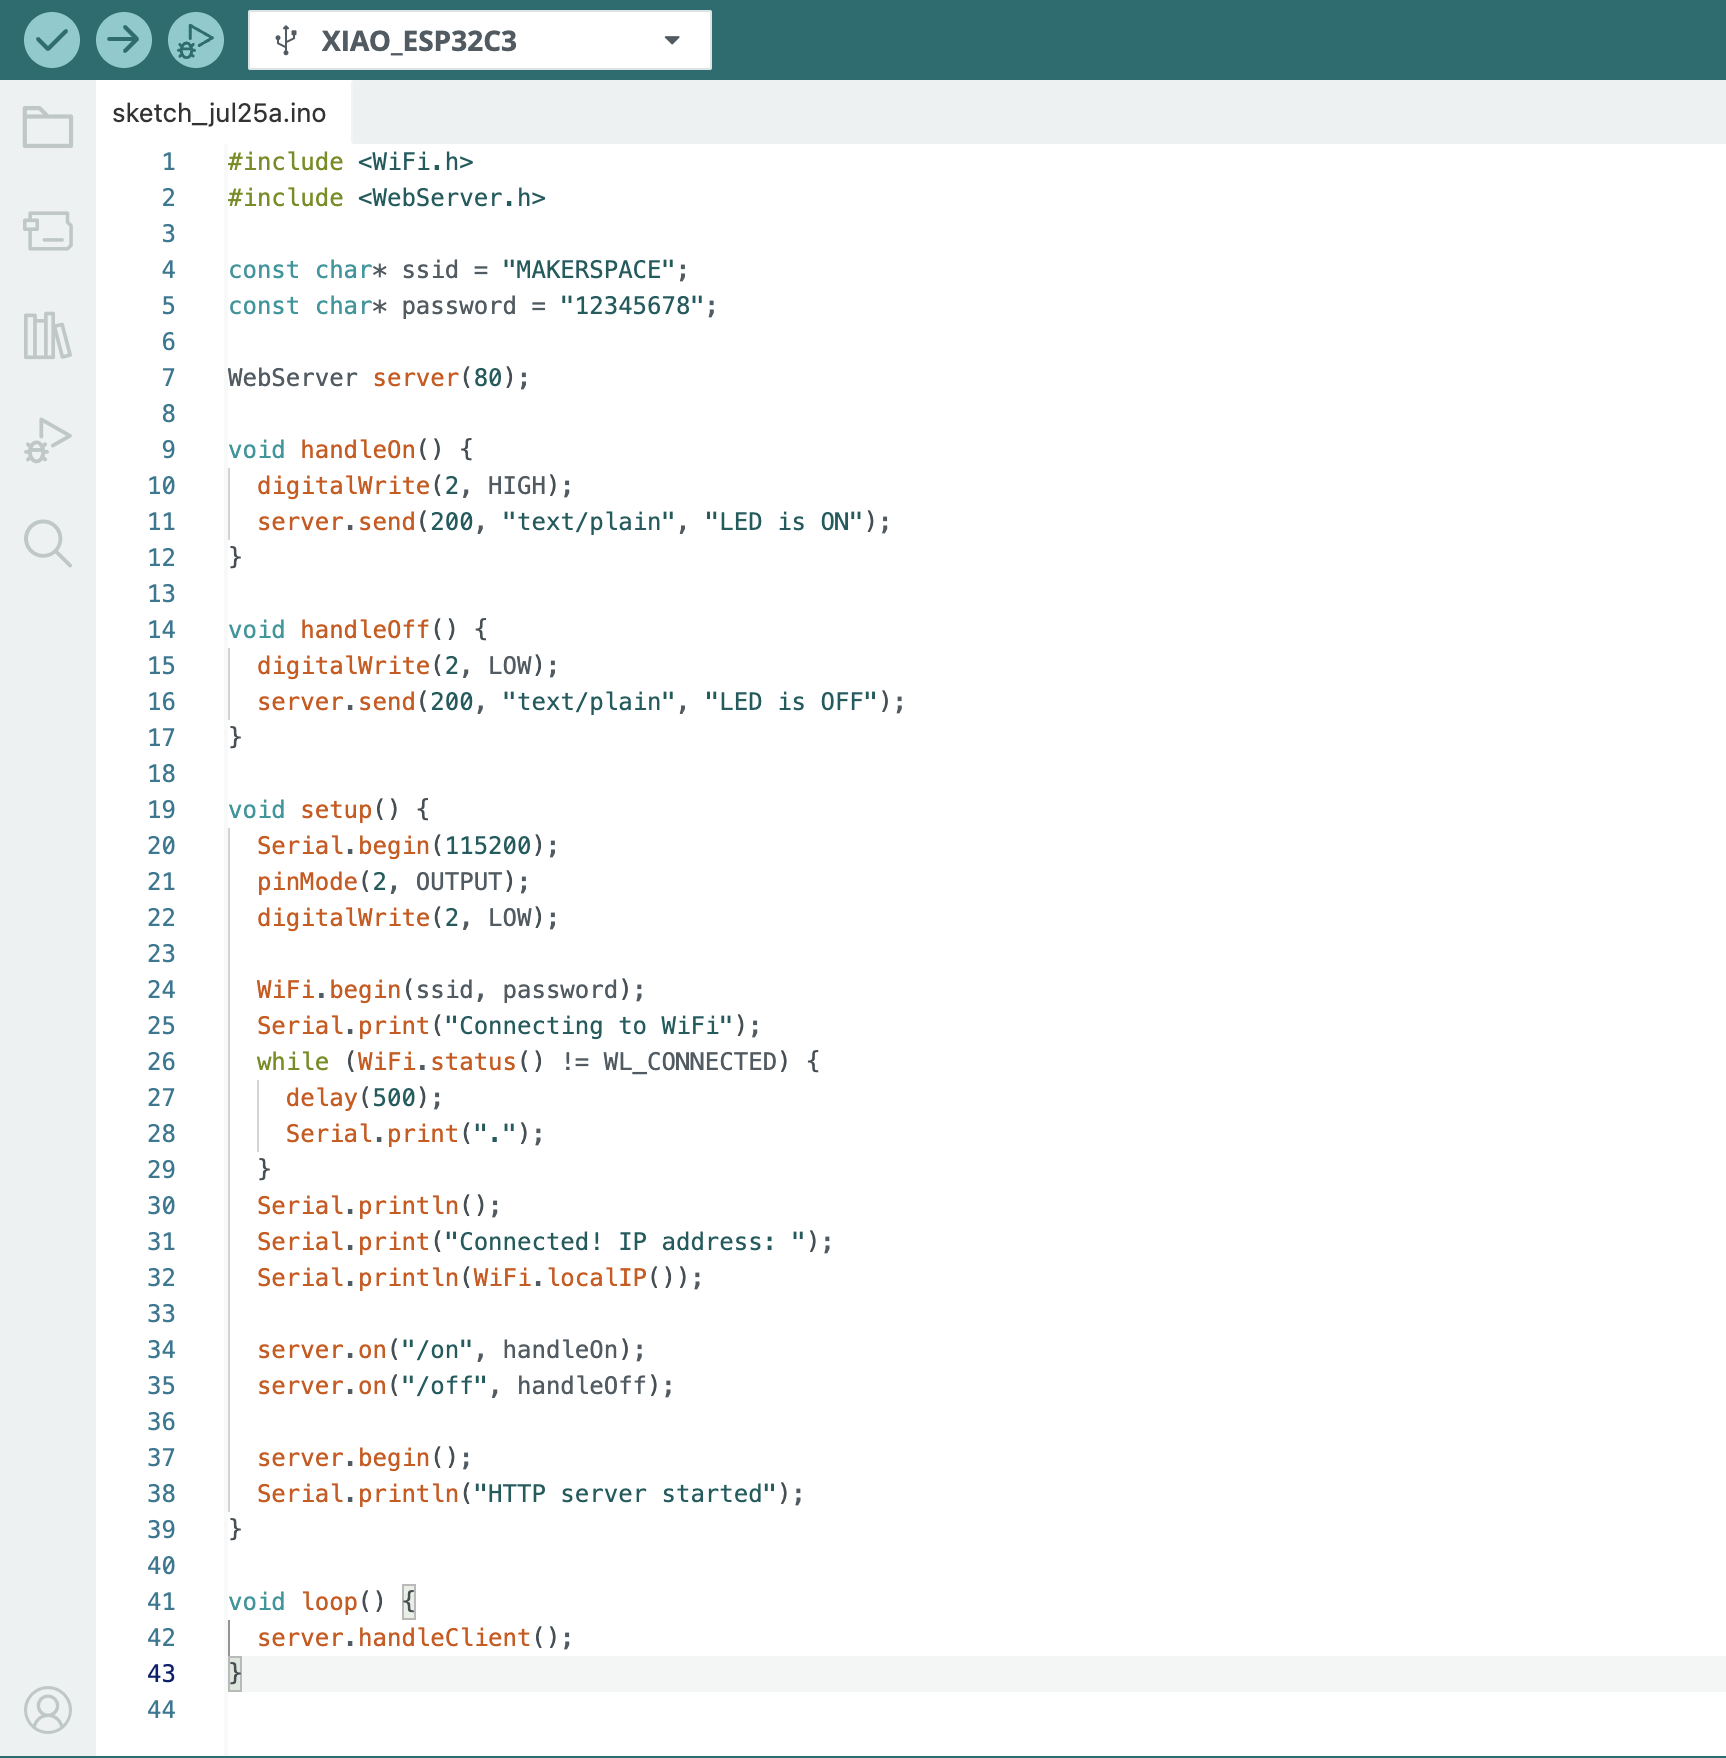 XIAO_ESP32C3
sketch_jul25a.ino
1 #include <WiFi.h>
2 #include <WebServer.h>
3
4 const char* ssid = "MAKERSPACE";
5 const char* password = "12345678";
6
7 WebServer server(80);
8
9 void handleOn() {
10   digitalWrite(2, HIGH);
11   server.send(200, "text/plain", "LED is ON");
12 }
13
14 void handleOff() {
15   digitalWrite(2, LOW);
16   server.send(200, "text/plain", "LED is OFF");
17 }
18
19 void setup() {
20   Serial.begin(115200);
21   pinMode(2, OUTPUT);
22   digitalWrite(2, LOW);
23
24   WiFi.begin(ssid, password);
25   Serial.print("Connecting to WiFi");
26   while (WiFi.status() != WL_CONNECTED) {
27     delay(500);
28     Serial.print(".");
29   }
30   Serial.println();
31   Serial.print("Connected! IP address: ");
32   Serial.println(WiFi.localIP());
33
34   server.on("/on", handleOn);
35   server.on("/off", handleOff);
36
37   server.begin();
38   Serial.println("HTTP server started");
39 }
40
41 void loop() {
42   server.handleClient();
43 }
44